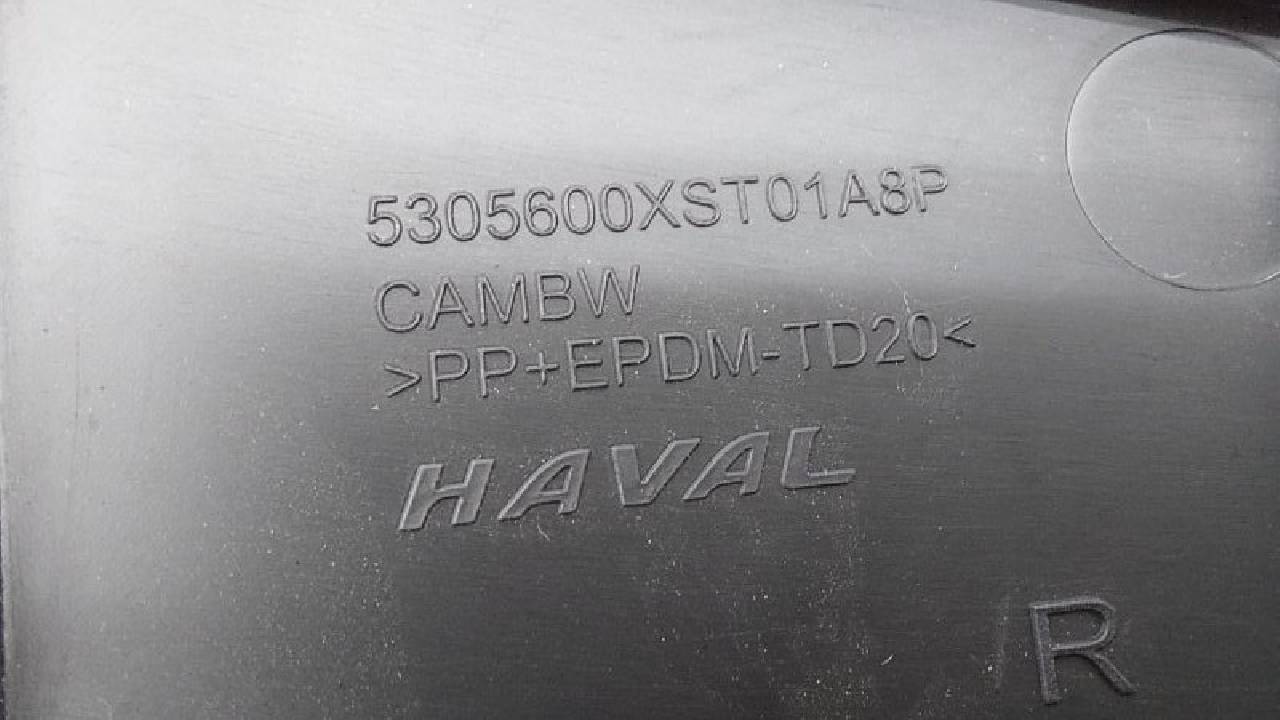 5305600XST01A8P
CAMBW
>PP+EPDM-TD20<
HAVAL
R